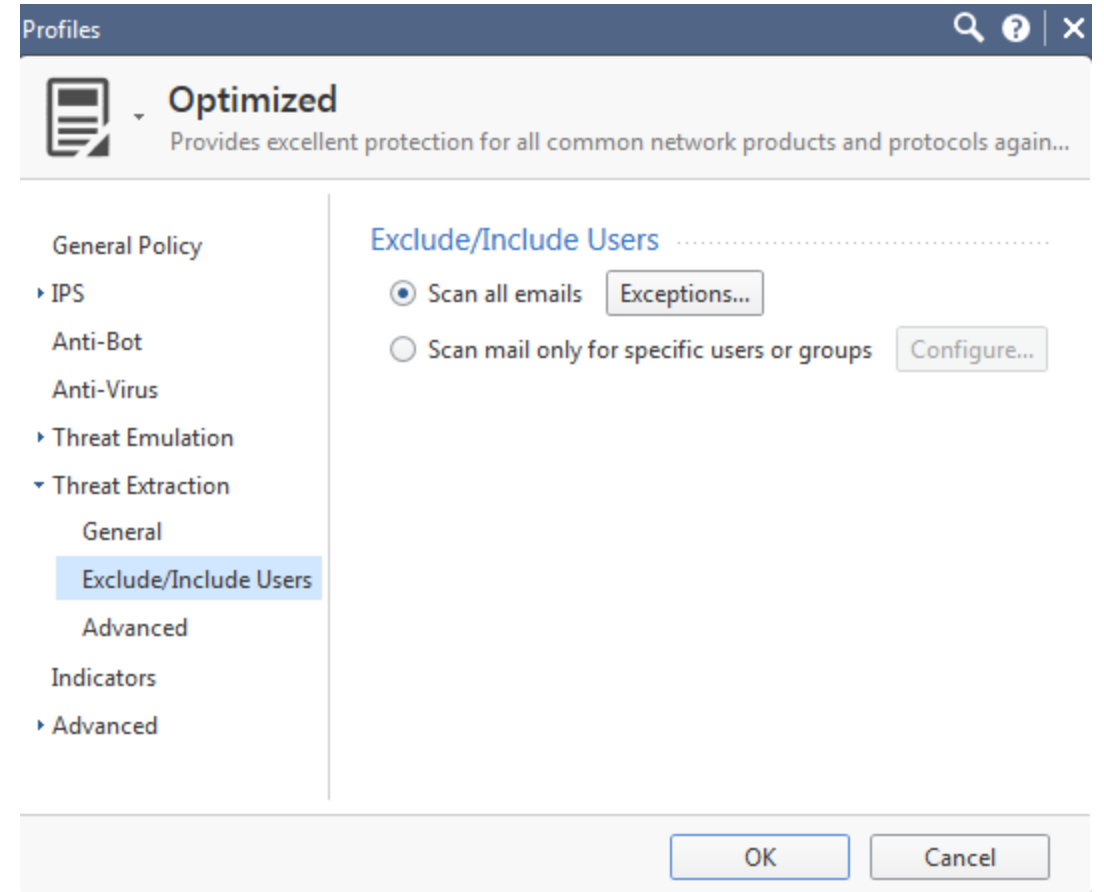 Profiles
Optimized
Provides excellent protection for all common network products and protocols again...
General Policy
IPS
Anti-Bot
Anti-Virus
Threat Emulation
Threat Extraction
General
Exclude/Include Users
Advanced
Indicators
Advanced
Exclude/Include Users
Scan all emails Exceptions...
Scan mail only for specific users or groups Configure...
OK Cancel